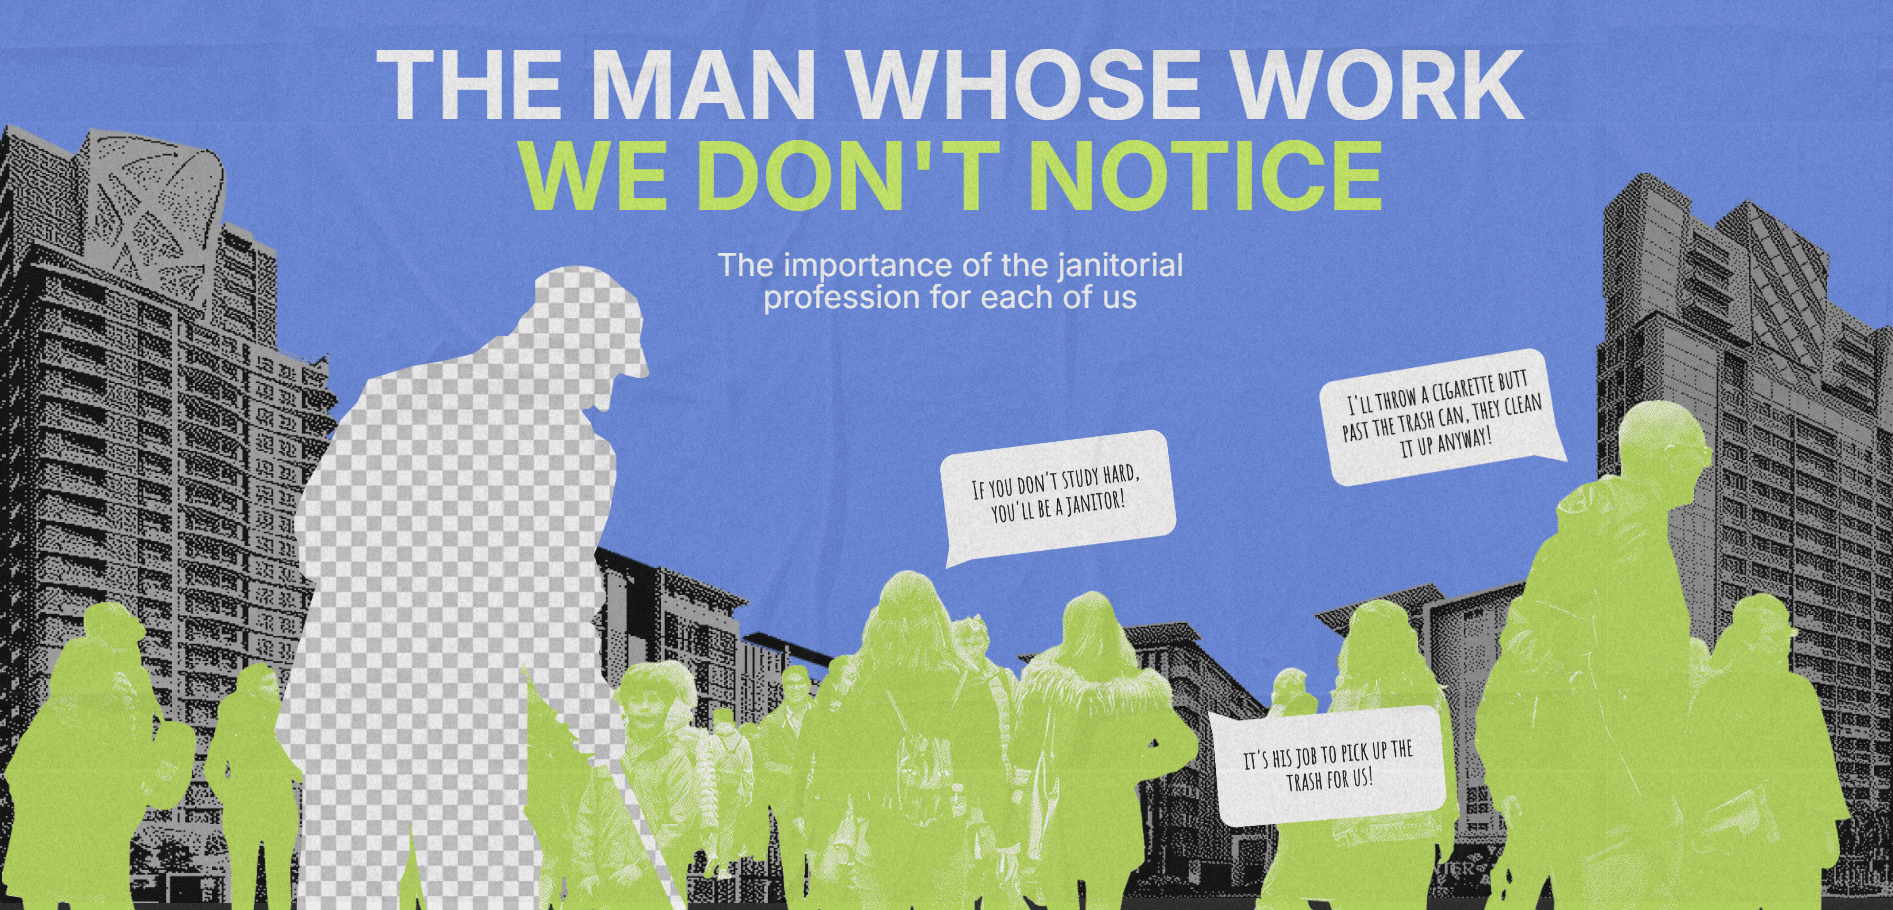 THE MAN WHOSE WORK
WE DON'T NOTICE
The importance of the janitorial
profession for each of us
I'LL THROW A CIGARETTE BUTT
PAST THE TRASH CAN, THEY CLEAN
IT UP ANYWAY!
IF YOU DON'T STUDY HARD,
YOU'LL BE A JANITOR!
IT'S HIS JOB TO PICK UP THE
TRASH FOR US!